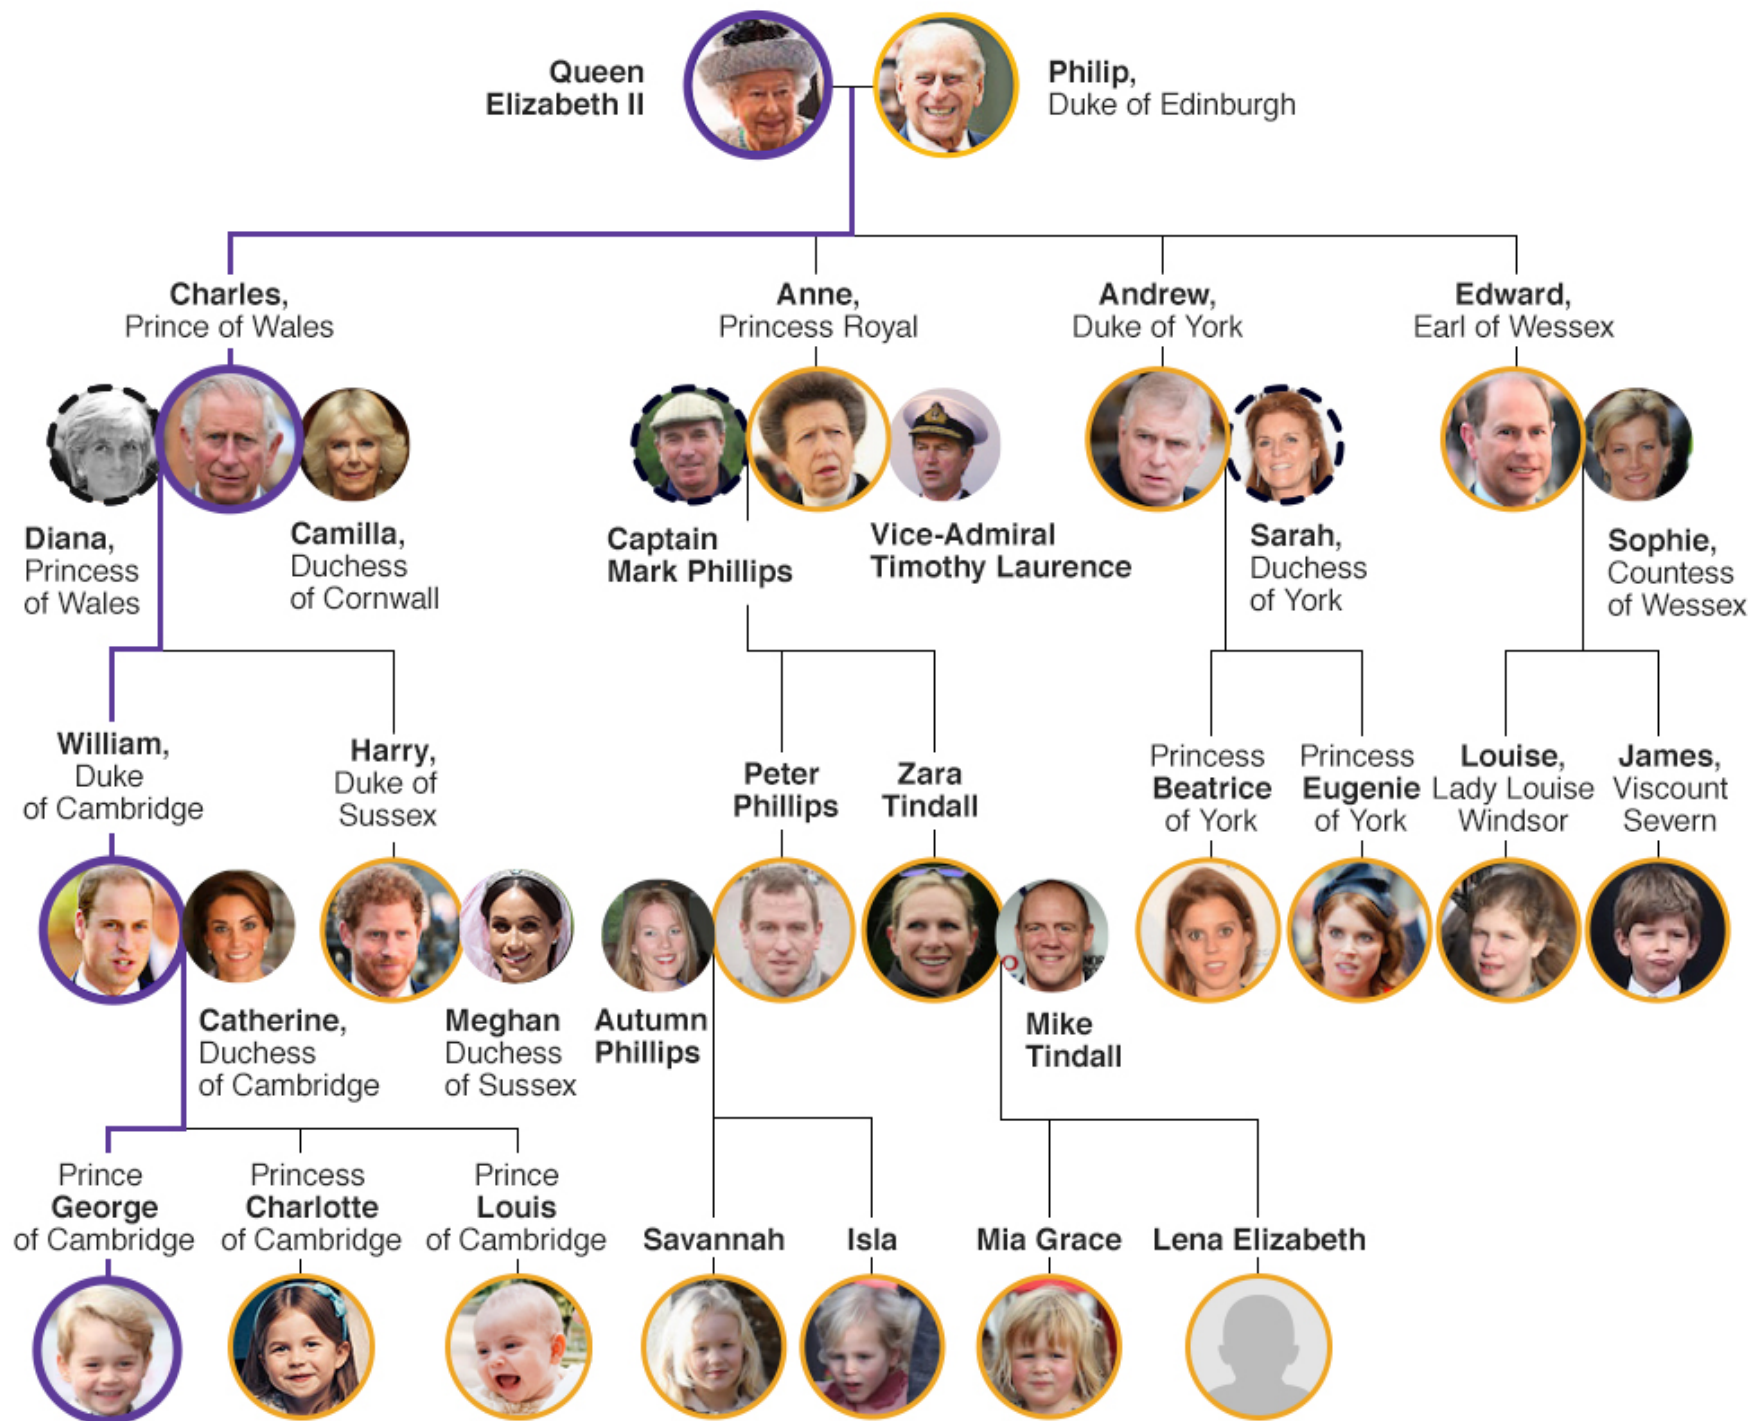 Queen
Elizabeth II
Philip,
Duke of Edinburgh
Charles,
Prince of Wales
Anne,
Princess Royal
Andrew,
Duke of York
Edward,
Earl of Wessex
Diana,
Princess
of Wales
Camilla,
Duchess
of Cornwall
Captain
Mark Phillips
Vice-Admiral
Timothy Laurence
Sarah,
Duchess
of York
Sophie,
Countess
of Wessex
William,
Duke
of Cambridge
Harry,
Duke of
Sussex
Peter
Phillips
Zara
Tindall
Princess
Beatrice
of York
Princess
Eugenie
of York
Louise,
Lady Louise
Windsor
James,
Viscount
Severn
Catherine,
Duchess
of Cambridge
Meghan
Duchess
of Sussex
Autumn
Phillips
Mike
Tindall
Prince
George
of Cambridge
Princess
Charlotte
of Cambridge
Prince
Louis
of Cambridge
Savannah
Isla
Mia Grace
Lena Elizabeth